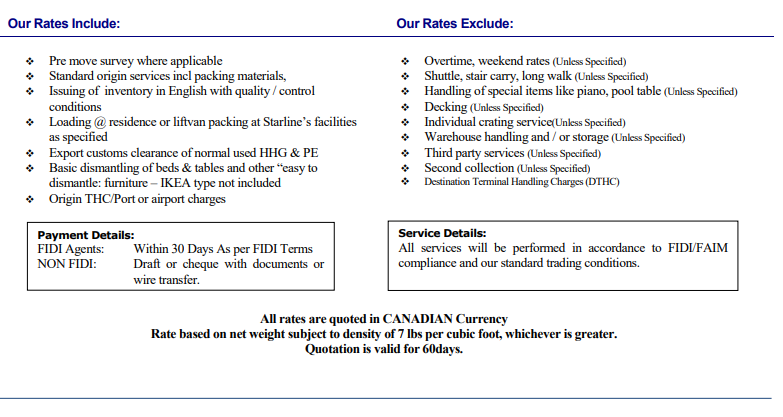 Our Rates Include:
❖ Pre move survey where applicable
❖ Standard origin services incl packing materials,
❖ Issuing of inventory in English with quality / control
conditions
❖ Loading @ residence or liftvan packing at Starline’s facilities
as specified
❖ Export customs clearance of normal used HHG & PE
❖ Basic dismantling of beds & tables and other “easy to
dismantle: furniture – IKEA type not included
❖ Origin THC/Port or airport charges
Payment Details:
FIDI Agents: Within 30 Days As per FIDI Terms
NON FIDI: Draft or cheque with documents or
wire transfer.
Our Rates Exclude:
❖ Overtime, weekend rates (Unless Specified)
❖ Shuttle, stair carry, long walk (Unless Specified)
❖ Handling of special items like piano, pool table (Unless Specified)
❖ Decking (Unless Specified)
❖ Individual crating service(Unless Specified)
❖ Warehouse handling and / or storage (Unless Specified)
❖ Third party services (Unless Specified)
❖ Second collection (Unless Specified)
❖ Destination Terminal Handling Charges (DTHC)
Service Details:
All services will be performed in accordance to FIDI/FAIM
compliance and our standard trading conditions.
All rates are quoted in CANADIAN Currency
Rate based on net weight subject to density of 7 lbs per cubic foot, whichever is greater.
Quotation is valid for 60days.